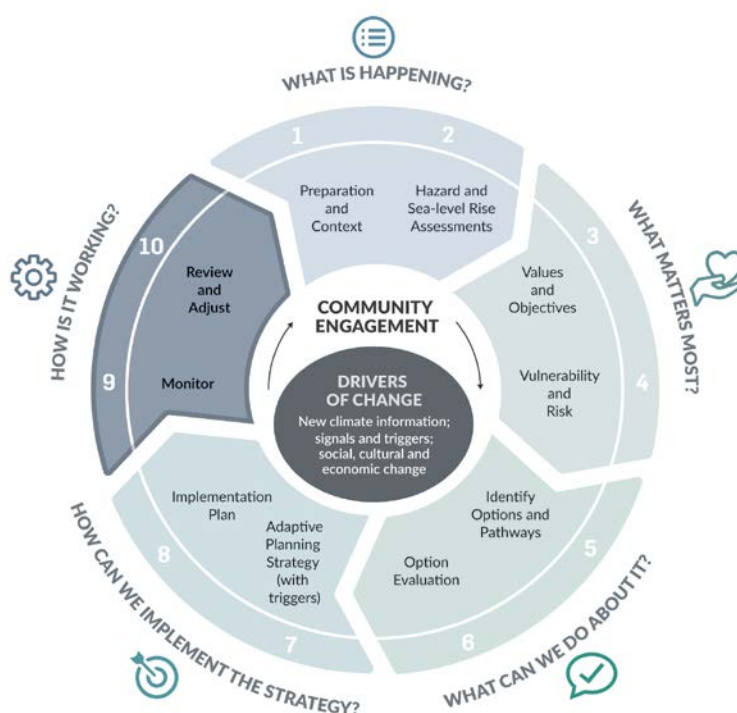 WHAT IS HAPPENING?
1
2
Preparation
and
Context
Hazard and
Sea-level Rise
Assessments
WHAT MATTERS MOST?
3
Values
and
Objectives
4
Vulnerability
and
Risk
WHAT CAN WE DO ABOUT IT?
5
Identify
Options and
Pathways
6
Option
Evaluation
HOW CAN WE IMPLEMENT THE STRATEGY?
7
Adaptive
Planning
Strategy
(with
triggers)
8
Implementation
Plan
HOW IS IT WORKING?
9
Monitor
10
Review
and
Adjust
COMMUNITY
ENGAGEMENT
DRIVERS
OF CHANGE
New climate information;
signals and triggers;
social, cultural and
economic change